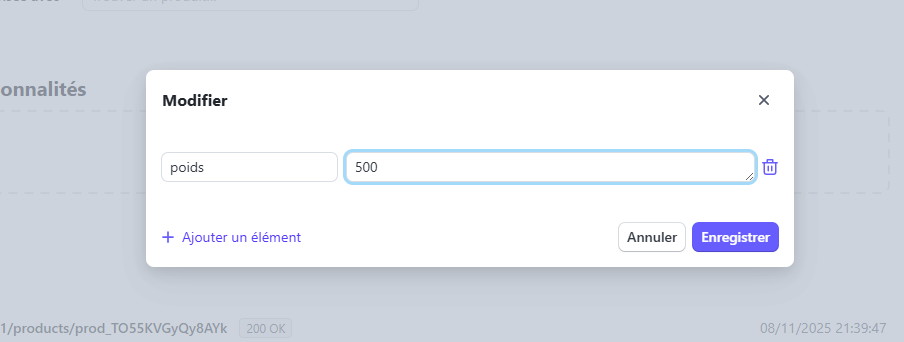 onnalités
Modifier
poids
500
Ajouter un élément
Annuler
Enregistrer
1/products/prod_TO55KVGyQy8AYk
200 OK
08/11/2025 21:39:47